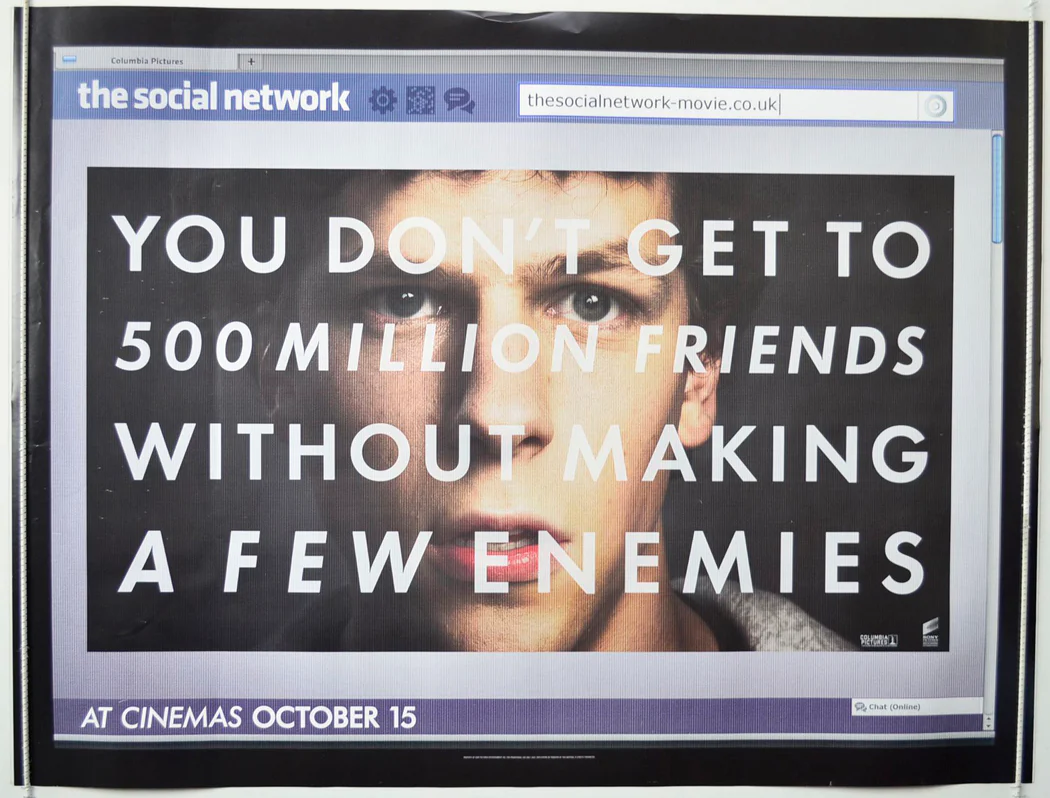 Columbia Pictures
+
the social network
thesocialnetwork-movie.co.uk
YOU DON'T GET TO
500 MILLION FRIENDS
WITHOUT MAKING
A FEW ENEMIES
COLUMBIA
PICTURES
SONY
AT CINEMAS OCTOBER 15
Chat (Online)